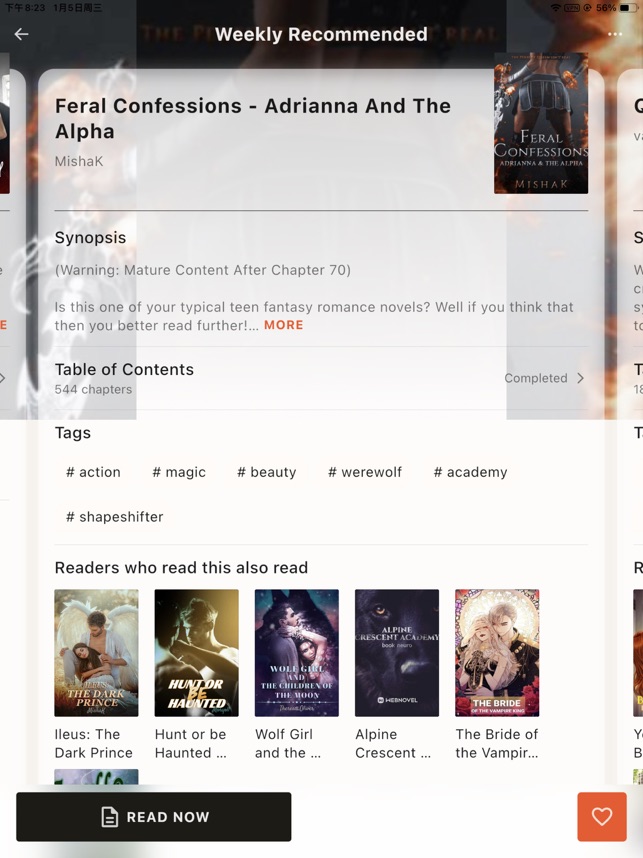 下午8:23 1月5日周三
VPN
56%
Weekly Recommended
Feral Confessions - Adrianna And The
Alpha
MishaK
FERAL
CONFESSIONS
ADRIANNA & THE ALPHA
MISHAK
Synopsis
(Warning: Mature Content After Chapter 70)
Is this one of your typical teen fantasy romance novels? Well if you think that
then you better read further!... MORE
Table of Contents
544 chapters
Completed
Tags
# action # magic # beauty # werewolf # academy
# shapeshifter
Readers who read this also read
ILEUS:
THE DARK
PRINCE
HUNT OR
BE
HAUNTED
WOLF GIRL
AND
THE CHILDREN OF
THE MOON
ALPINE
CRESCENT ACADEMY
WEBNOVEL
THE BRIDE
OF THE VAMPIRE KING
Ileus: The
Dark Prince
Hunt or be
Haunted ...
Wolf Girl
and the ...
Alpine
Crescent ...
The Bride of
the Vampir...
READ NOW